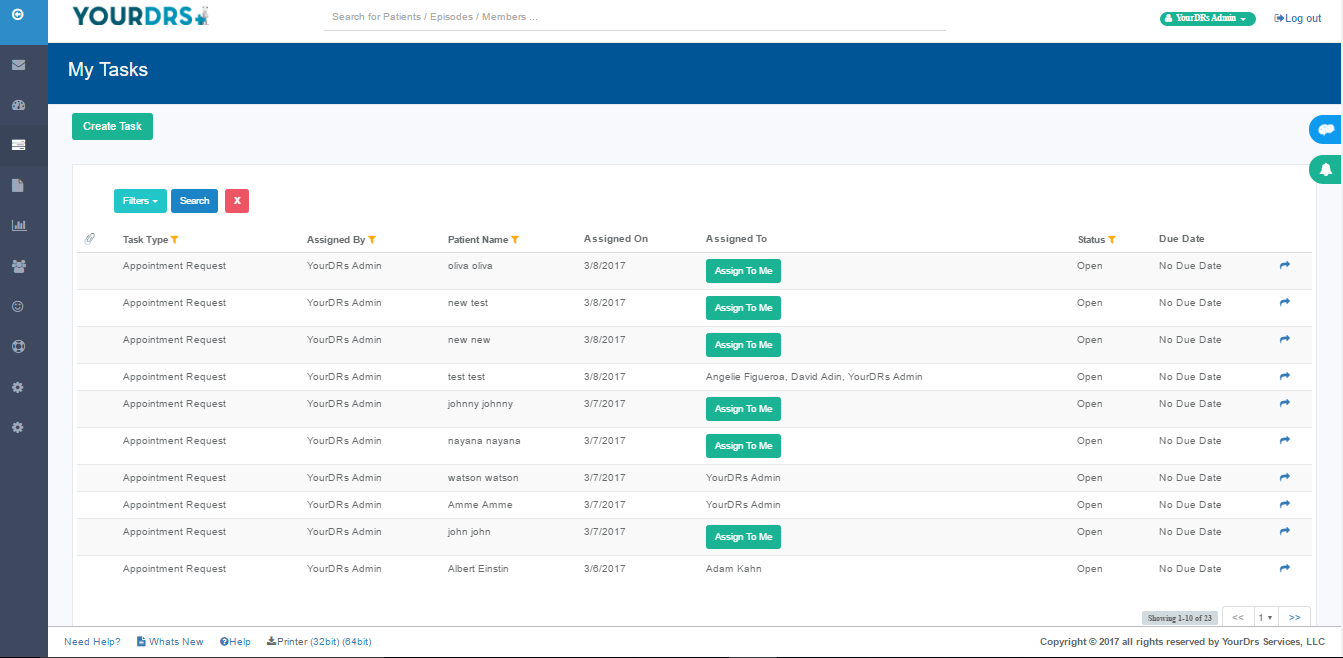 YOURDRS
Search for Patients / Episodes / Members ...
YourDRs Admin
Log out
My Tasks
Create Task
Filters Search X
Task Type Assigned By Patient Name Assigned On Assigned To Status Due Date
Appointment Request YourDRs Admin oliva oliva 3/8/2017 Assign To Me Open No Due Date
Appointment Request YourDRs Admin new test 3/8/2017 Assign To Me Open No Due Date
Appointment Request YourDRs Admin new new 3/8/2017 Assign To Me Open No Due Date
Appointment Request YourDRs Admin test test 3/8/2017 Angelie Figueroa, David Adin, YourDRs Admin Open No Due Date
Appointment Request YourDRs Admin johnny johnny 3/7/2017 Assign To Me Open No Due Date
Appointment Request YourDRs Admin nayana nayana 3/7/2017 Assign To Me Open No Due Date
Appointment Request YourDRs Admin watson watson 3/7/2017 YourDRs Admin Open No Due Date
Appointment Request YourDRs Admin Amme Amme 3/7/2017 YourDRs Admin Open No Due Date
Appointment Request YourDRs Admin john john 3/7/2017 Assign To Me Open No Due Date
Appointment Request YourDRs Admin Albert Einstin 3/6/2017 Adam Kahn Open No Due Date
Showing 1-10 of 23 << 1 >>
Need Help? Whats New Help Printer (32bit) (64bit) Copyright © 2017 all rights reserved by YourDrs Services, LLC